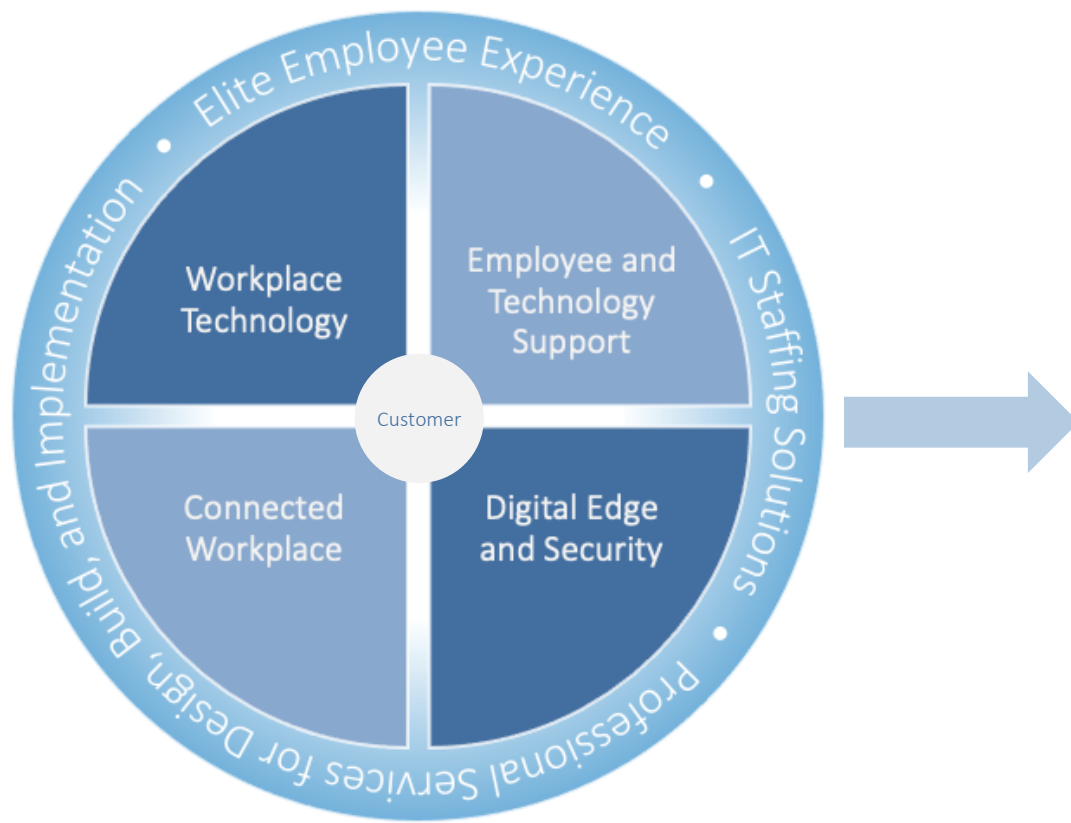 Elite Employee Experience
•
IT Staffing Solutions
•
Professional Services for Design, Build, and Implementation
•
Workplace
Technology
Employee and
Technology
Support
Customer
Connected
Workplace
Digital Edge
and Security